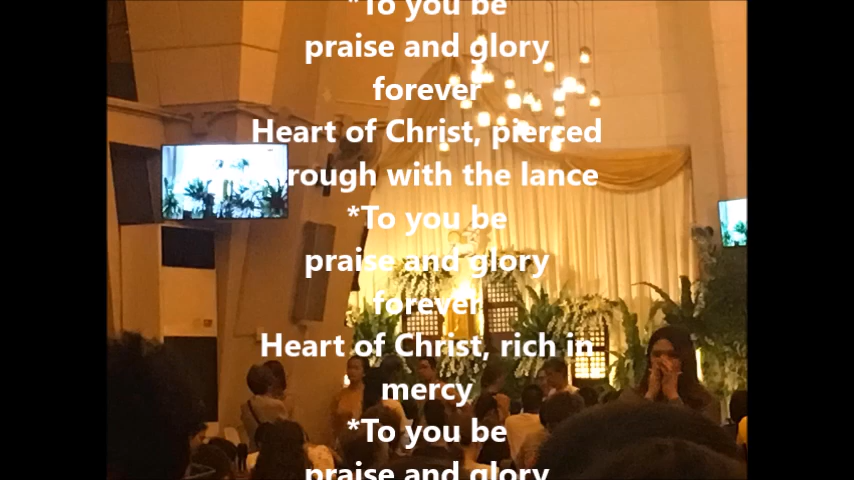 *To you be
praise and glory
forever
Heart of Christ, pierced
rough with the lance
*To you be
praise and glory
forever
Heart of Christ, rich in
mercy
*To you be
praise and glory